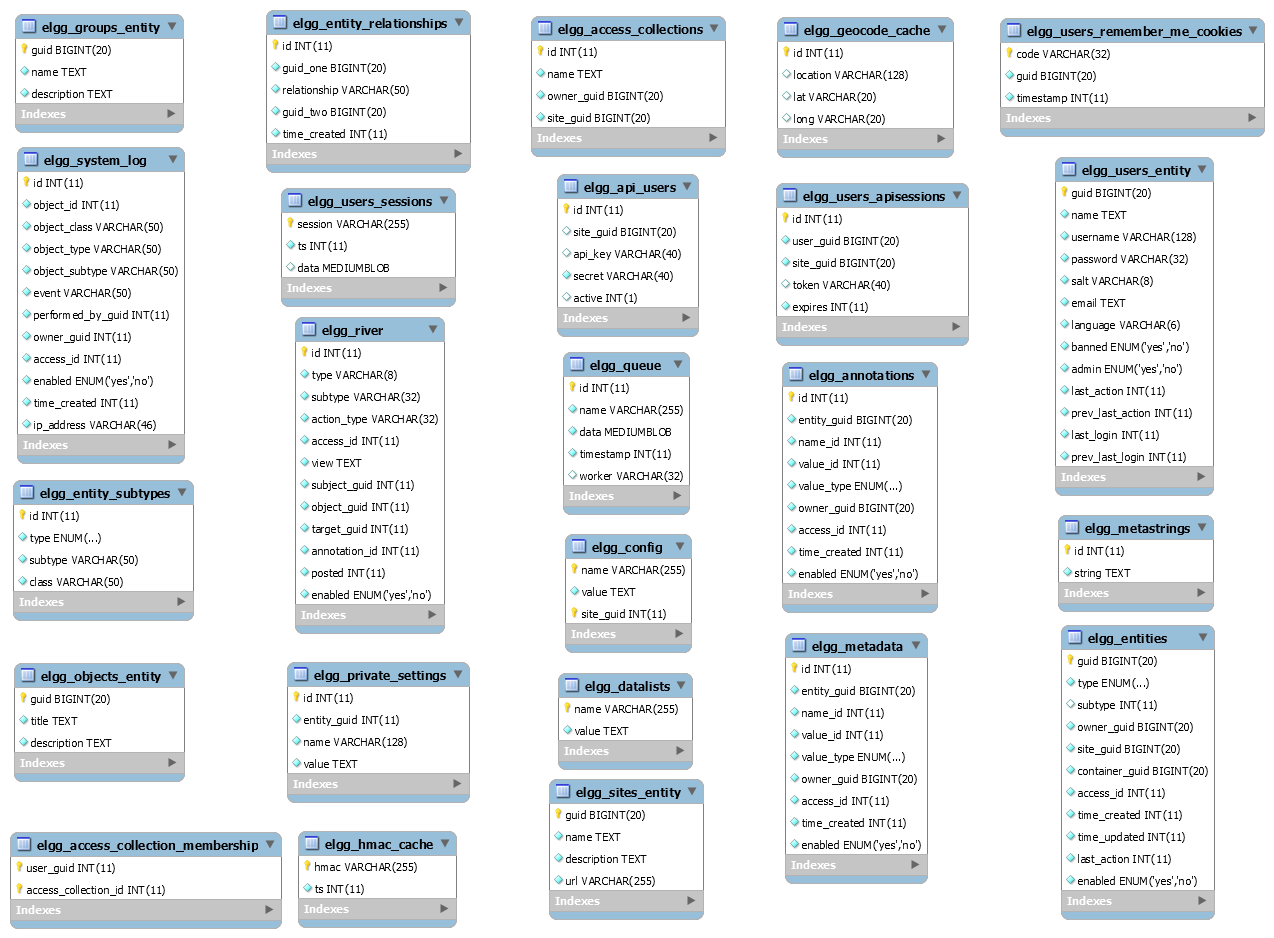 elgg_groups_entity
guid BIGINT(20)
name TEXT
description TEXT
Indexes
elgg_system_log
id INT(11)
object_id INT(11)
object_class VARCHAR(50)
object_type VARCHAR(50)
object_subtype VARCHAR(50)
event VARCHAR(50)
performed_by_guid INT(11)
owner_guid INT(11)
access_id INT(11)
enabled ENUM('yes','no')
time_created INT(11)
ip_address VARCHAR(46)
Indexes
elgg_entity_subtypes
id INT(11)
type ENUM(...)
subtype VARCHAR(50)
class VARCHAR(50)
Indexes
elgg_objects_entity
guid BIGINT(20)
title TEXT
description TEXT
Indexes
elgg_access_collection_membership
user_guid INT(11)
access_collection_id INT(11)
Indexes
elgg_entity_relationships
id INT(11)
guid_one BIGINT(20)
relationship VARCHAR(50)
guid_two BIGINT(20)
time_created INT(11)
Indexes
elgg_users_sessions
session VARCHAR(255)
ts INT(11)
data MEDIUMBLOB
Indexes
elgg_river
id INT(11)
type VARCHAR(8)
subtype VARCHAR(32)
action_type VARCHAR(32)
access_id INT(11)
view TEXT
subject_guid INT(11)
object_guid INT(11)
target_guid INT(11)
annotation_id INT(11)
posted INT(11)
enabled ENUM('yes','no')
Indexes
elgg_private_settings
id INT(11)
entity_guid INT(11)
name VARCHAR(128)
value TEXT
Indexes
elgg_hmac_cache
hmac VARCHAR(255)
ts INT(11)
Indexes
elgg_access_collections
id INT(11)
name TEXT
owner_guid BIGINT(20)
site_guid BIGINT(20)
Indexes
elgg_api_users
id INT(11)
site_guid BIGINT(20)
api_key VARCHAR(40)
secret VARCHAR(40)
active INT(1)
Indexes
elgg_queue
id INT(11)
name VARCHAR(255)
data MEDIUMBLOB
timestamp INT(11)
worker VARCHAR(32)
Indexes
elgg_config
name VARCHAR(255)
value TEXT
site_guid INT(11)
Indexes
elgg_datalists
name VARCHAR(255)
value TEXT
Indexes
elgg_sites_entity
guid BIGINT(20)
name TEXT
description TEXT
url VARCHAR(255)
Indexes
elgg_geocode_cache
id INT(11)
location VARCHAR(128)
lat VARCHAR(20)
long VARCHAR(20)
Indexes
elgg_users_apisessions
id INT(11)
user_guid BIGINT(20)
site_guid BIGINT(20)
token VARCHAR(40)
expires INT(11)
Indexes
elgg_annotations
id INT(11)
entity_guid BIGINT(20)
name_id INT(11)
value_id INT(11)
value_type ENUM(...)
owner_guid BIGINT(20)
access_id INT(11)
time_created INT(11)
enabled ENUM('yes','no')
Indexes
elgg_metadata
id INT(11)
entity_guid BIGINT(20)
name_id INT(11)
value_id INT(11)
value_type ENUM(...)
owner_guid BIGINT(20)
access_id INT(11)
time_created INT(11)
enabled ENUM('yes','no')
Indexes
elgg_users_remember_me_cookies
code VARCHAR(32)
guid BIGINT(20)
timestamp INT(11)
Indexes
elgg_users_entity
guid BIGINT(20)
name TEXT
username VARCHAR(128)
password VARCHAR(32)
salt VARCHAR(8)
email TEXT
language VARCHAR(6)
banned ENUM('yes','no')
admin ENUM('yes','no')
last_action INT(11)
prev_last_action INT(11)
last_login INT(11)
prev_last_login INT(11)
Indexes
elgg_metastrings
id INT(11)
string TEXT
Indexes
elgg_entities
guid BIGINT(20)
type ENUM(...)
subtype INT(11)
owner_guid BIGINT(20)
site_guid BIGINT(20)
container_guid BIGINT(20)
access_id INT(11)
time_created INT(11)
time_updated INT(11)
last_action INT(11)
enabled ENUM('yes','no')
Indexes